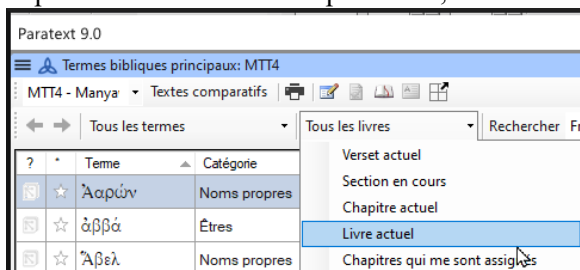 Paratext 9.0
Termes bibliques principaux: MTT4
MTT4 - Manya Textes comparatifs
Tous les termes Tous les livres Rechercher
? * Terme Catégorie
Ἀαρών Noms propres
ἀββά Êtres
Ἄβελ Noms propres
Verset actuel
Section en cours
Chapitre actuel
Livre actuel
Chapitres qui me sont assignés